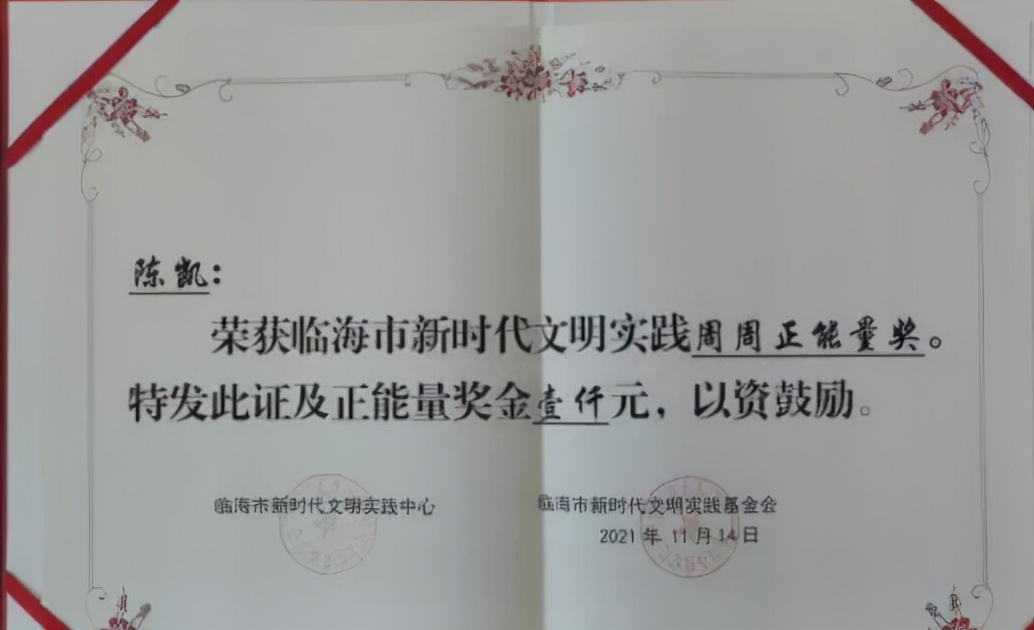 陈凯：
荣获临海市新时代文明实践周周正能量奖。
特发此证及正能量奖金壹仟元，以资鼓励。
临海市新时代文明实践中心
临海市新时代文明实践基金会
2021年11月14日